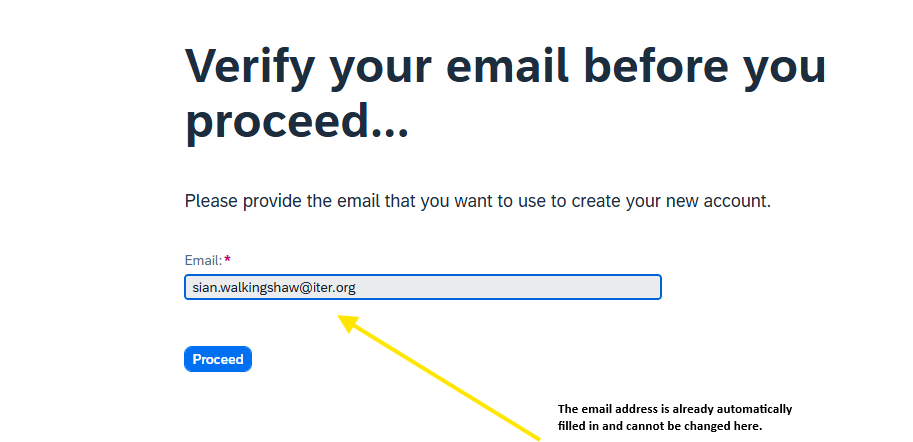 Verify your email before you
proceed...
Please provide the email that you want to use to create your new account.
Email:*
sian.walkingshaw@iter.org
Proceed
The email address is already automatically
filled in and cannot be changed here.